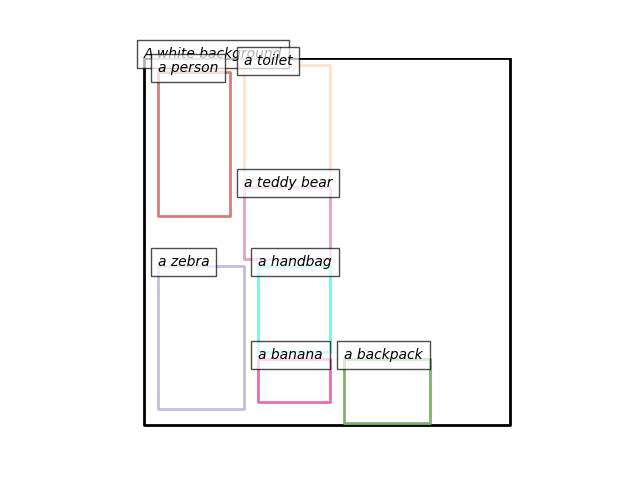 A white background
a person
a toilet
a teddy bear
a zebra
a handbag
a banana
a backpack